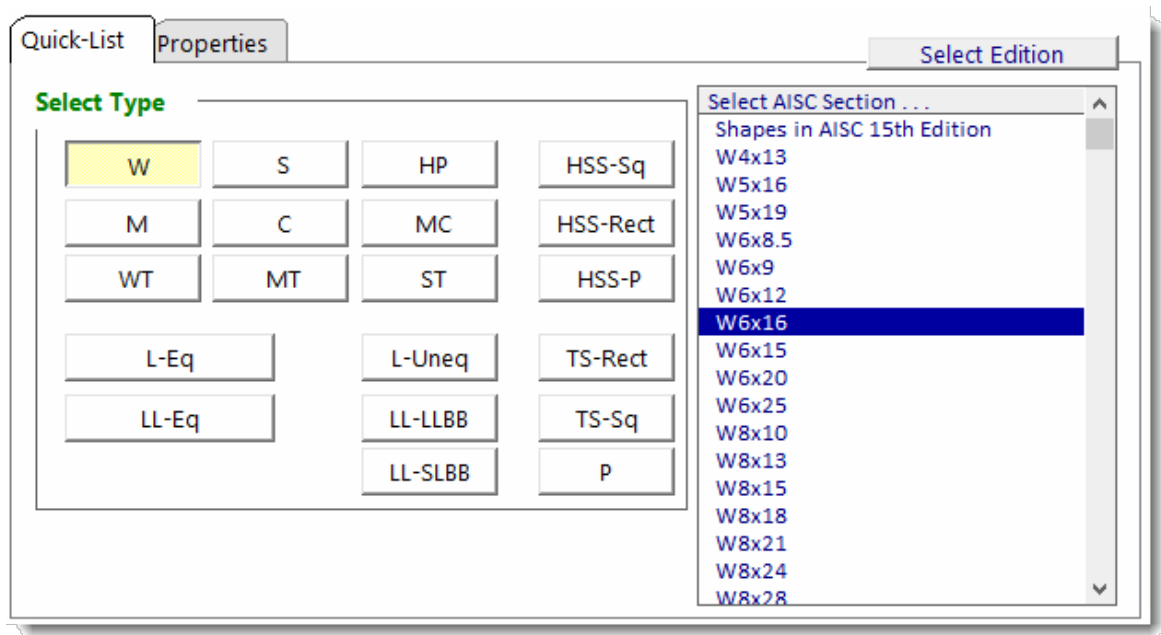 Quick-List
Properties
Select Edition
Select Type
W
S
HP
HSS-Sq
M
C
MC
HSS-Rect
WT
MT
ST
HSS-P
L-Eq
L-Uneq
TS-Rect
LL-Eq
LL-LLBB
TS-Sq
LL-SLBB
P
Select AISC Section . . .
Shapes in AISC 15th Edition
W4x13
W5x16
W5x19
W6x8.5
W6x9
W6x12
W6x16
W6x15
W6x20
W6x25
W8x10
W8x13
W8x15
W8x18
W8x21
W8x24
W8x28